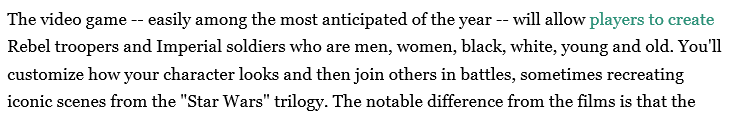 The video game -- easily among the most anticipated of the year -- will allow players to create
Rebel troopers and Imperial soldiers who are men, women, black, white, young and old. You'll
customize how your character looks and then join others in battles, sometimes recreating
iconic scenes from the "Star Wars" trilogy. The notable difference from the films is that the